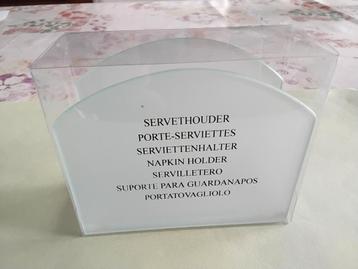 SERVETHOUDER
PORTE-SERVIETTES
SERVIETTENHALTER
NAPKIN HOLDER
SERVILLETERO
SUPORTE PARA GUARDANAPOS
PORTATOVAGLIOLO